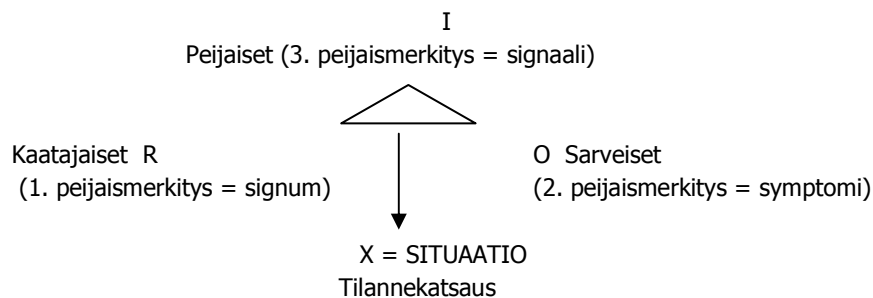 I
Peijaiset (3. peijaismerkitys = signaali)
Kaatajaiset R
(1. peijaismerkitys = signum)
O Sarveiset
(2. peijaismerkitys = symptomi)
X = SITUAATIO
Tilannekatsaus